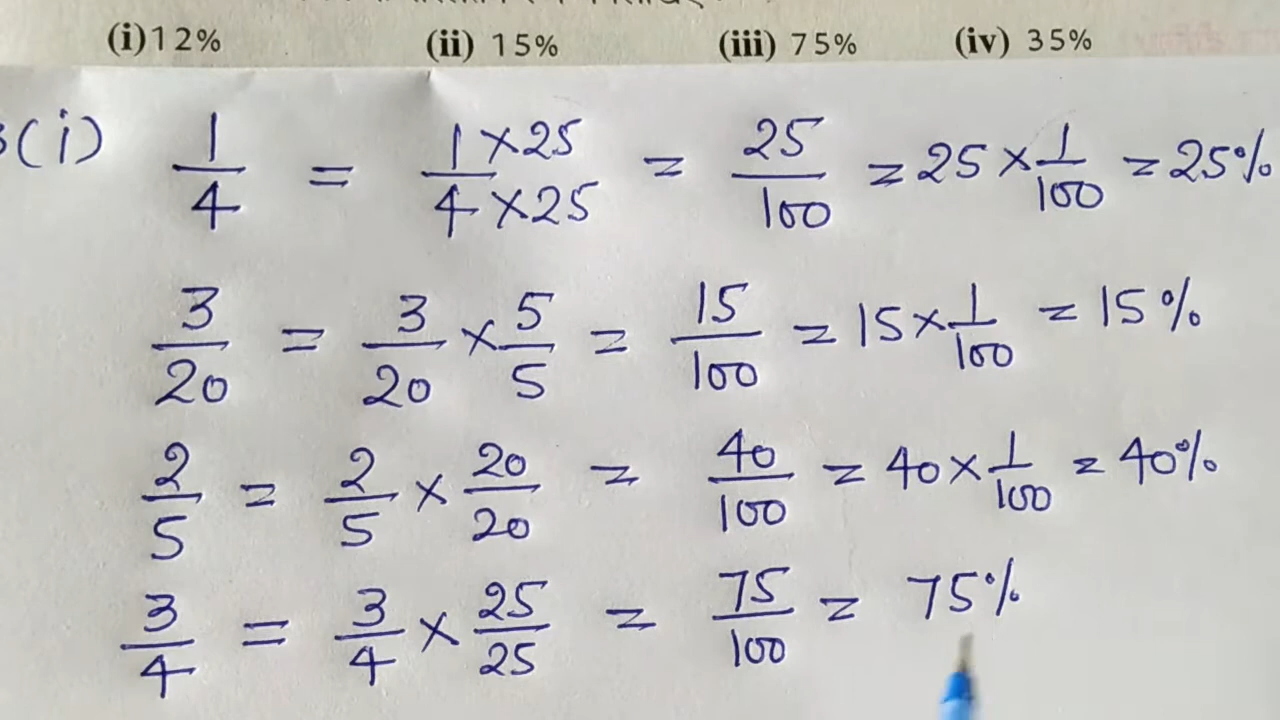 (i)12% (ii) 15% (iii) 75% (iv) 35%
(i) 1/4 = 1×25/4×25 = 25/100 = 25 × 1/100 = 25%
3/20 = 3/20 × 5/5 = 15/100 = 15 × 1/100 = 15%
2/5 = 2/5 × 20/20 = 40/100 = 40 × 1/100 = 40%
3/4 = 3/4 × 25/25 = 75/100 = 75%